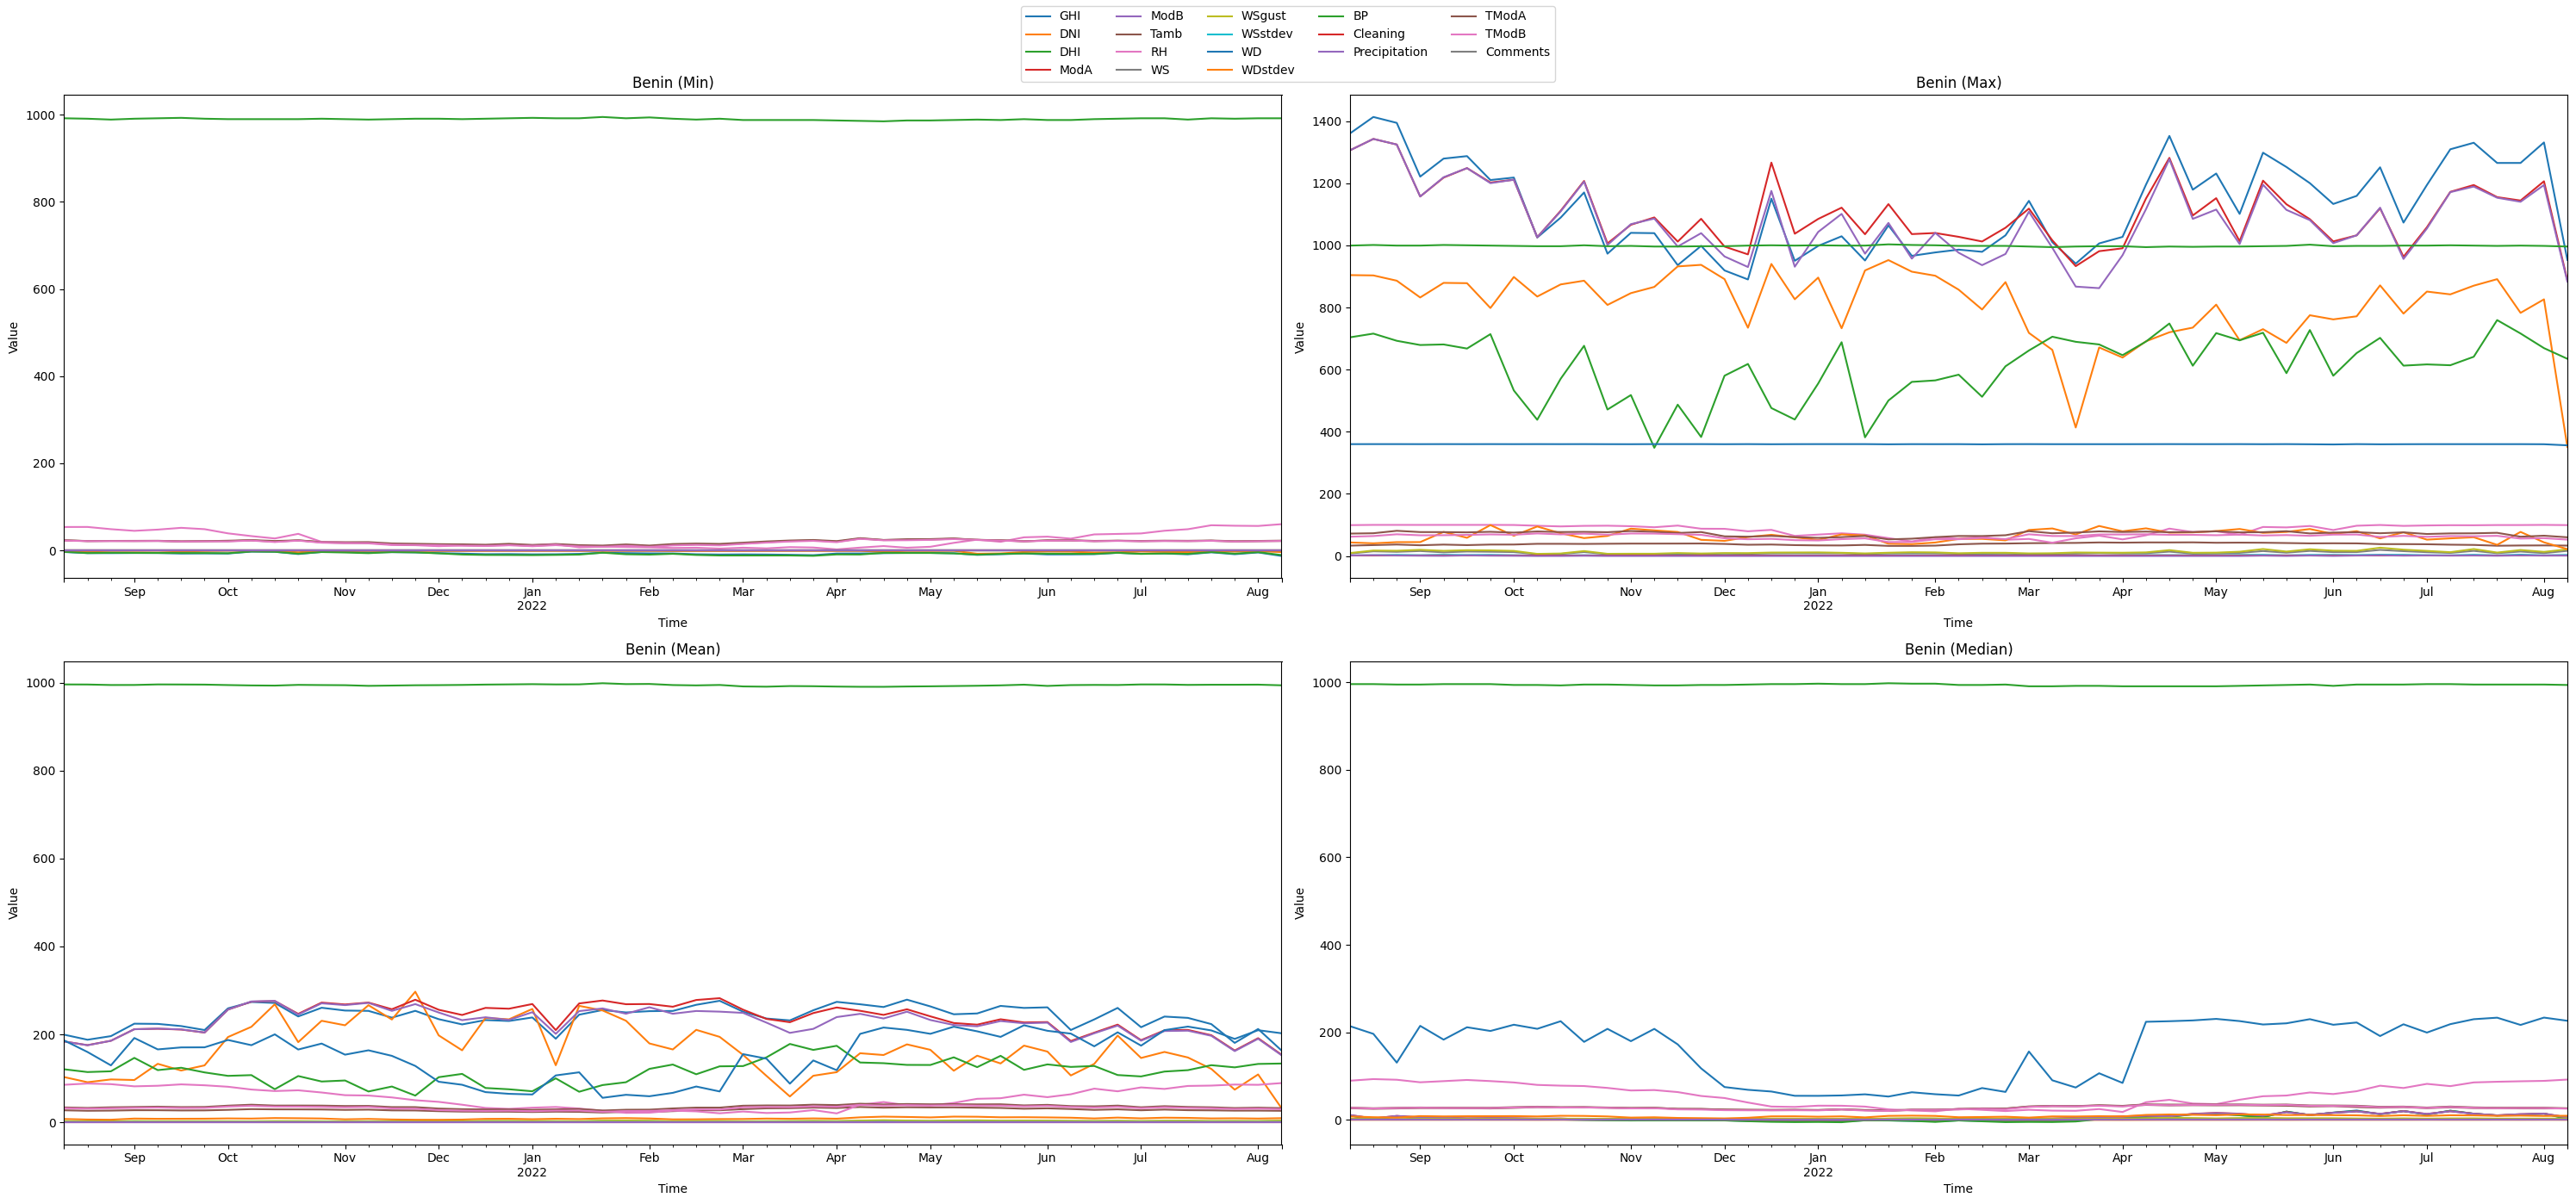 GHI ModB WSgust BP TModA
DNI Tamb WSstdev Cleaning TModB
DHI RH WD Precipitation Comments
ModA WS WDstdev
Benin (Min)
1000
800
600
400
200
0
Value
Sep Oct Nov Dec Jan Feb Mar Apr May Jun Jul Aug
2022
Time
Benin (Max)
1400
1200
1000
800
600
400
200
0
Value
Sep Oct Nov Dec Jan Feb Mar Apr May Jun Jul Aug
2022
Time
Benin (Mean)
1000
800
600
400
200
0
Value
Sep Oct Nov Dec Jan Feb Mar Apr May Jun Jul Aug
2022
Time
Benin (Median)
1000
800
600
400
200
0
Value
Sep Oct Nov Dec Jan Feb Mar Apr May Jun Jul Aug
2022
Time